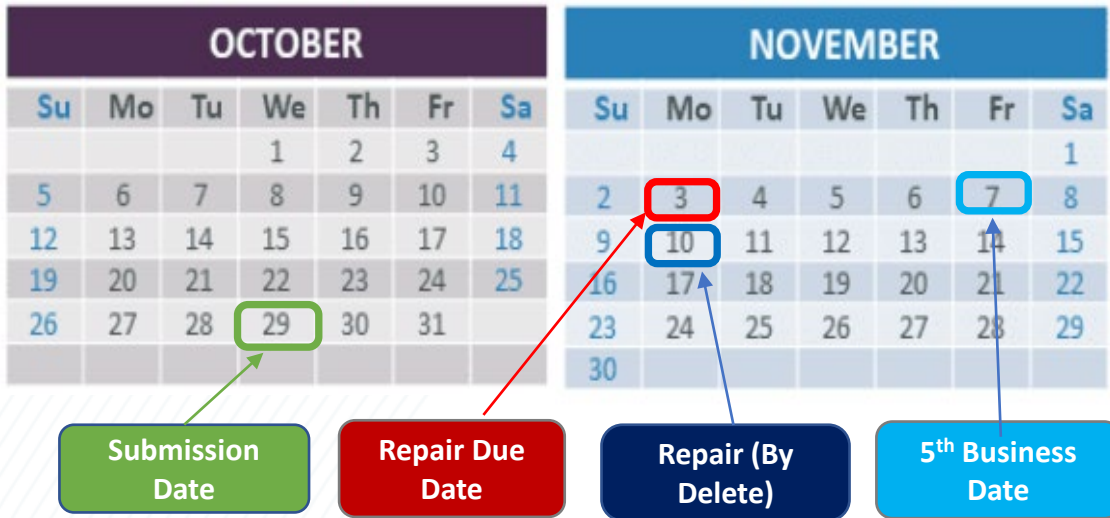 OCTOBER
Su Mo Tu We Th Fr Sa
1 2 3 4
5 6 7 8 9 10 11
12 13 14 15 16 17 18
19 20 21 22 23 24 25
26 27 28 29 30 31
NOVEMBER
Su Mo Tu We Th Fr Sa
1
2 3 4 5 6 7 8
9 10 11 12 13 14 15
16 17 18 19 20 21 22
23 24 25 26 27 28 29
30
Submission
Date
Repair Due
Date
Repair (By
Delete)
5th Business
Date